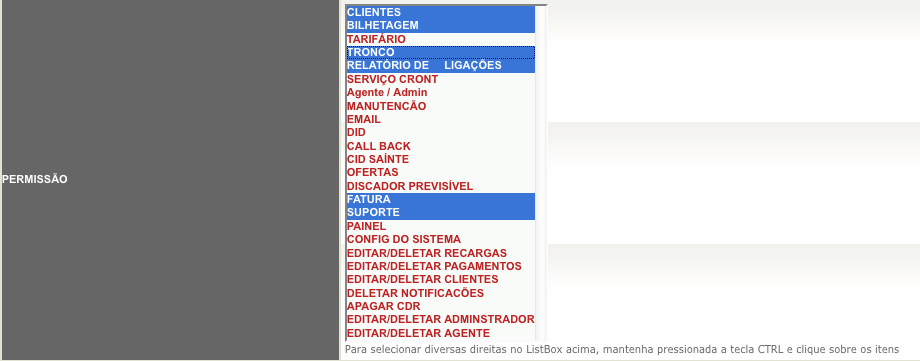 PERMISSÃO
CLIENTES
BILHETAGEM
TARIFÁRIO
TRONCO
RELATÓRIO DE LIGAÇÕES
SERVIÇO CRONT
Agente / Admin
MANUTENCÃO
EMAIL
DID
CALL BACK
CID SAÍNTE
OFERTAS
DISCADOR PREVISÍVEL
FATURA
SUPORTE
PAINEL
CONFIG DO SISTEMA
EDITAR/DELETAR RECARGAS
EDITAR/DELETAR PAGAMENTOS
EDITAR/DELETAR CLIENTES
DELETAR NOTIFICACÕES
APAGAR CDR
EDITAR/DELETAR ADMINSTRADOR
EDITAR/DELETAR AGENTE
Para selecionar diversas direitas no ListBox acima, mantenha pressionada a tecla CTRL e clique sobre os itens